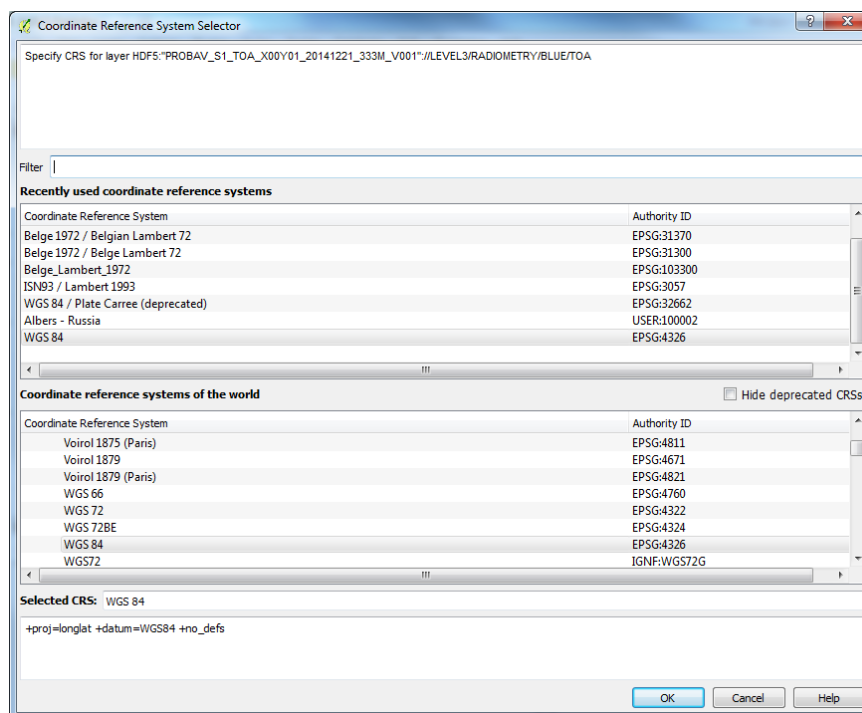 Coordinate Reference System Selector
Specify CRS for layer HDF5:"PROBAV_S1_TOA_X00Y01_20141221_333M_V001"://LEVEL3/RADIOMETRY/BLUE/TOA
Filter
Recently used coordinate reference systems
Coordinate Reference System Authority ID
Belge 1972 / Belgian Lambert 72 EPSG:31370
Belge 1972 / Belge Lambert 72 EPSG:31300
Belge_Lambert_1972 EPSG:103300
ISN93 / Lambert 1993 EPSG:3057
WGS 84 / Plate Carree (deprecated) EPSG:32662
Albers - Russia USER:100002
WGS 84 EPSG:4326
Coordinate reference systems of the world Hide deprecated CRSs
Coordinate Reference System Authority ID
Voirol 1875 (Paris) EPSG:4811
Voirol 1879 EPSG:4671
Voirol 1879 (Paris) EPSG:4821
WGS 66 EPSG:4760
WGS 72 EPSG:4322
WGS 72BE EPSG:4324
WGS 84 EPSG:4326
WGS72 IGNF:WGS72G
Selected CRS: WGS 84
+proj=longlat +datum=WGS84 +no_defs
OK Cancel Help